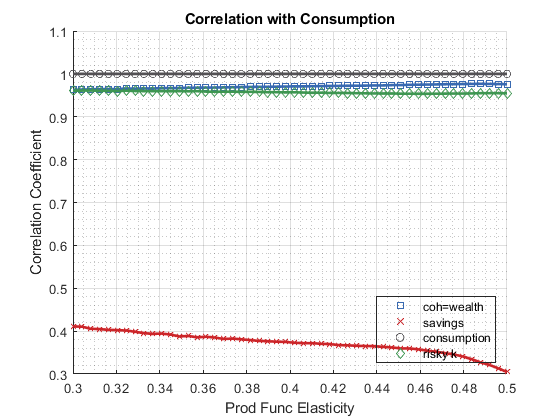 Correlation with Consumption
1.1
1
0.9
0.8
0.7
0.6
0.5
0.4
0.3
Correlation Coefficient
coh=wealth
savings
consumption
risky k
0.3 0.32 0.34 0.36 0.38 0.4 0.42 0.44 0.46 0.48 0.5
Prod Func Elasticity